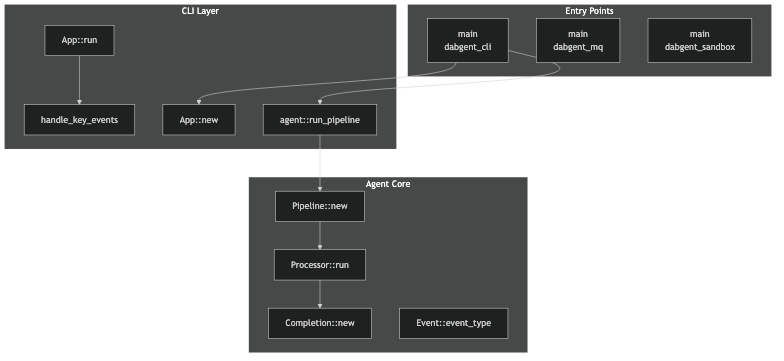 CLI Layer
App::run
handle_key_events
App::new
agent::run_pipeline
Entry Points
main
dabgent_cli
main
dabgent_mq
main
dabgent_sandbox
Agent Core
Pipeline::new
Processor::run
Completion::new
Event::event_type